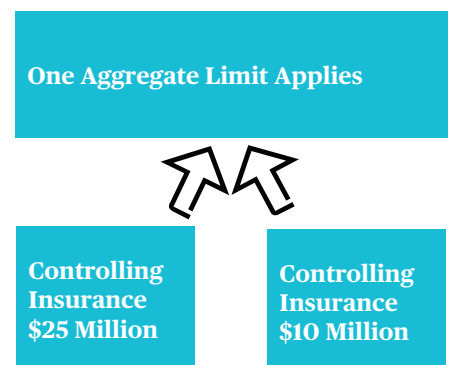 One Aggregate Limit Applies
Controlling
Insurance
$25 Million
Controlling
Insurance
$10 Million